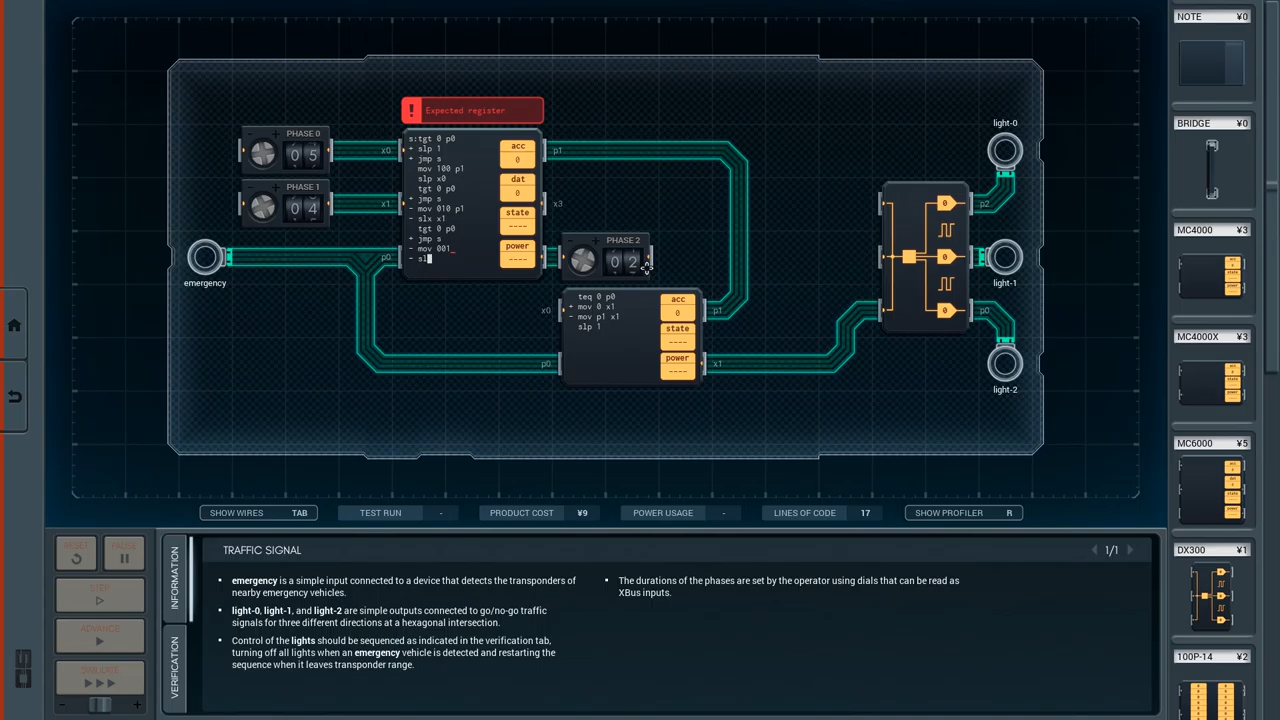 NOTE ¥0
BRIDGE ¥0
MC4000 ¥3
MC4000X ¥3
MC6000 ¥5
DX300 ¥1
100P-14 ¥2
Expected register
PHASE 0
0 5
PHASE 1
0 4
PHASE 2
0 2
emergency
s:tgt 0 p0
+ slp 1
+ jmp s
mov 100 p1
slp x0
tgt 0 p0
+ jmp s
- mov 010 p1
- slx x1
tgt 0 p0
+ jmp s
- mov 001_
- sl
acc
0
dat
0
state
----
power
----
x0
x1
p0
p1
x3
teq 0 p0
+ mov 0 x1
- mov p1 x1
slp 1
acc
0
state
----
power
----
x0
p0
p1
x1
0
0
0
p2
p0
light-0
light-1
light-2
SHOW WIRES TAB
TEST RUN -
PRODUCT COST ¥9
POWER USAGE -
LINES OF CODE 17
SHOW PROFILER R
RESET
PAUSE
STEP
ADVANCE
SIMULATE
- +
INFORMATION
VERIFICATION
TRAFFIC SIGNAL
1/1
emergency is a simple input connected to a device that detects the transponders of
nearby emergency vehicles.
light-0, light-1, and light-2 are simple outputs connected to go/no-go traffic
signals for three different directions at a hexagonal intersection.
Control of the lights should be sequenced as indicated in the verification tab,
turning off all lights when an emergency vehicle is detected and restarting the
sequence when it leaves transponder range.
The durations of the phases are set by the operator using dials that can be read as
XBus inputs.